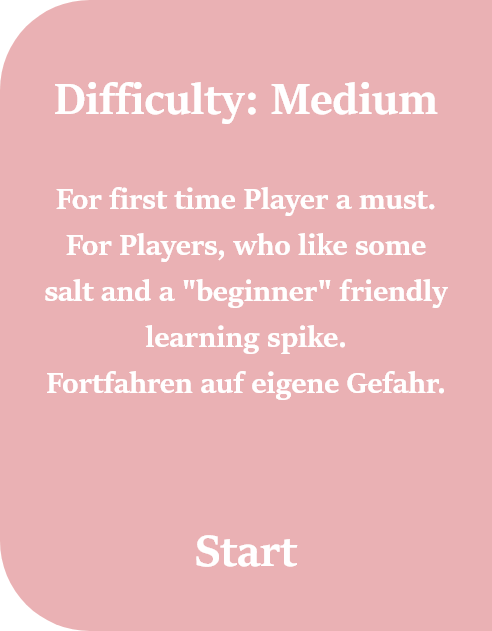 Difficulty: Medium
For first time Player a must.
For Players, who like some
salt and a "beginner" friendly
learning spike.
Fortfahren auf eigene Gefahr.
Start